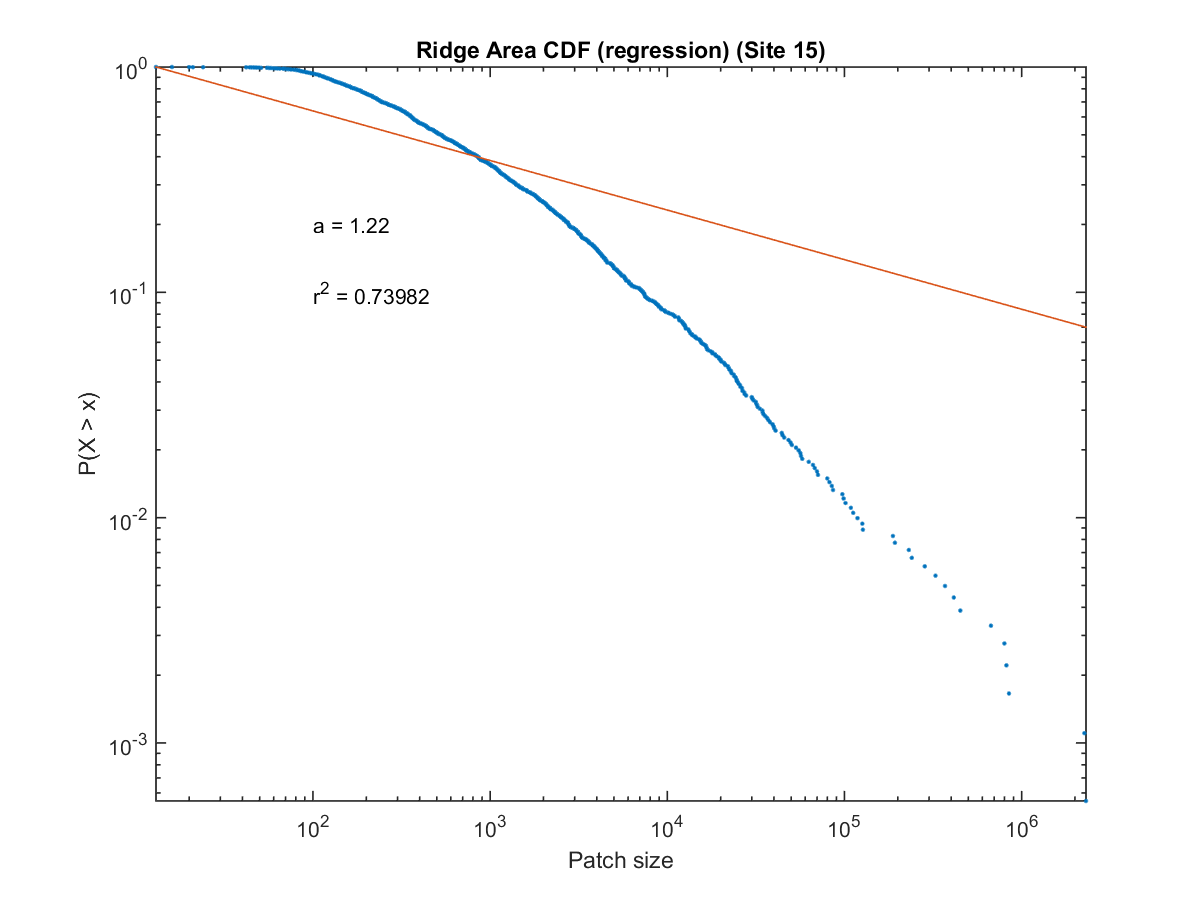 Ridge Area CDF (regression) (Site 15)
10^0
10^-1
10^-2
10^-3
P(X > x)
a = 1.22
r^2 = 0.73982
10^2 10^3 10^4 10^5 10^6
Patch size